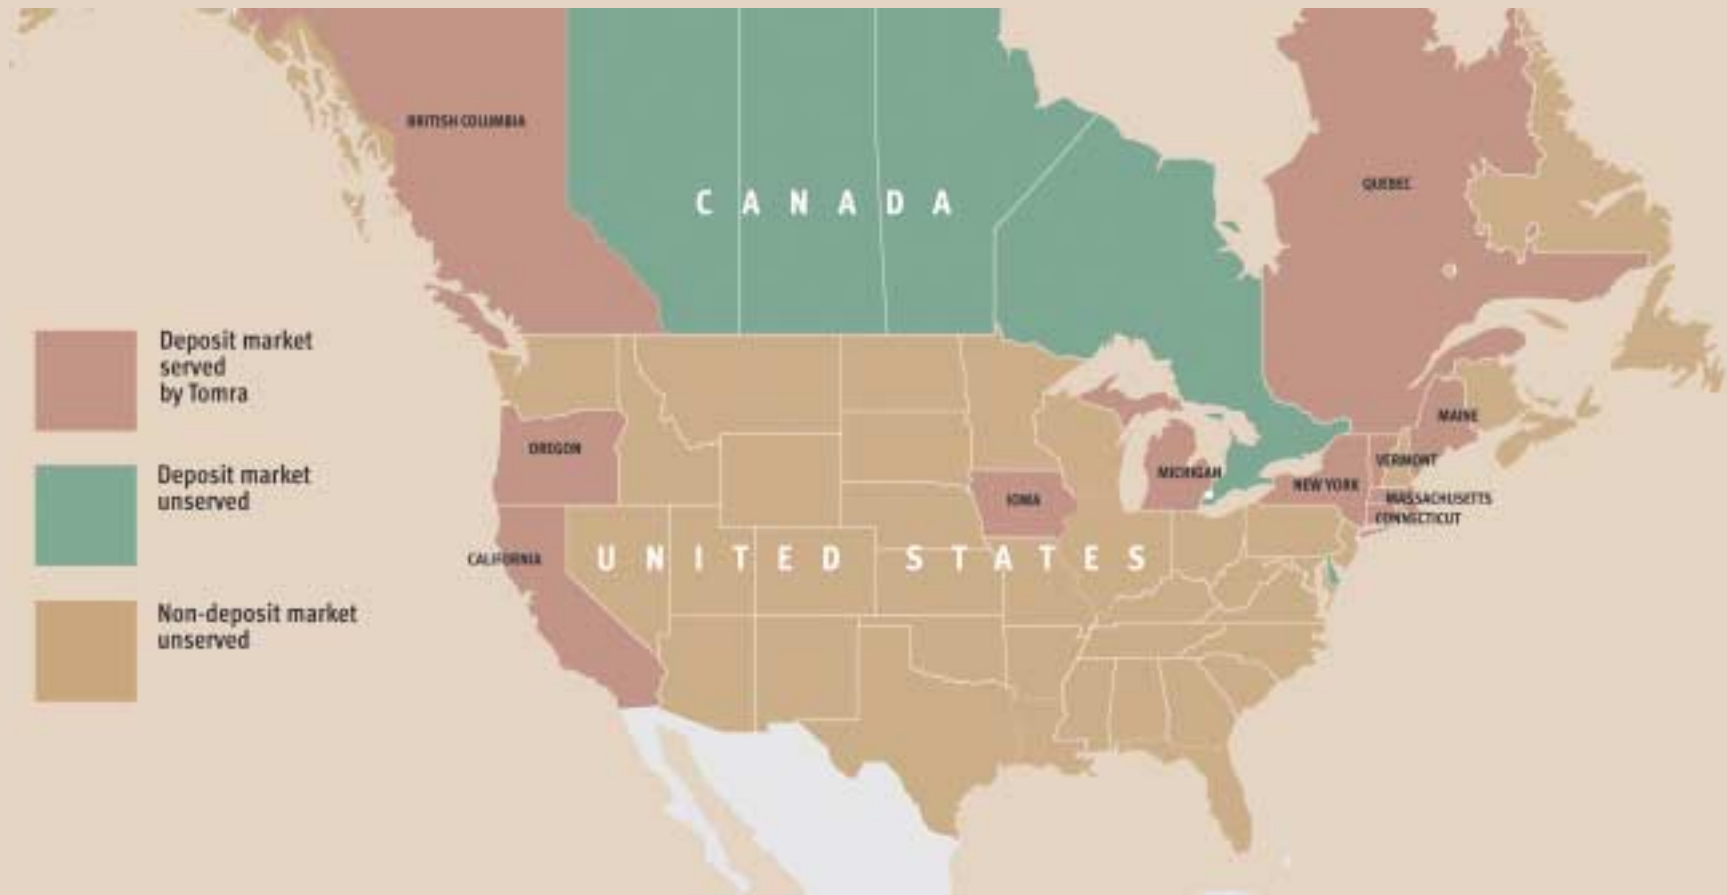 BRITISH COLUMBIA
CANADA
QUEBEC
Deposit market
served
by Tomra
MAINE
OREGON
VERMONT
MICHIGAN
NEW YORK
Deposit market
unserved
IOWA
MASSACHUSETTS
CONNECTICUT
CALIFORNIA
UNITED STATES
Non-deposit market
unserved